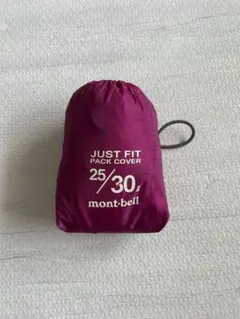 JUST FIT
PACK COVER
25/30ℓ
mont-bell